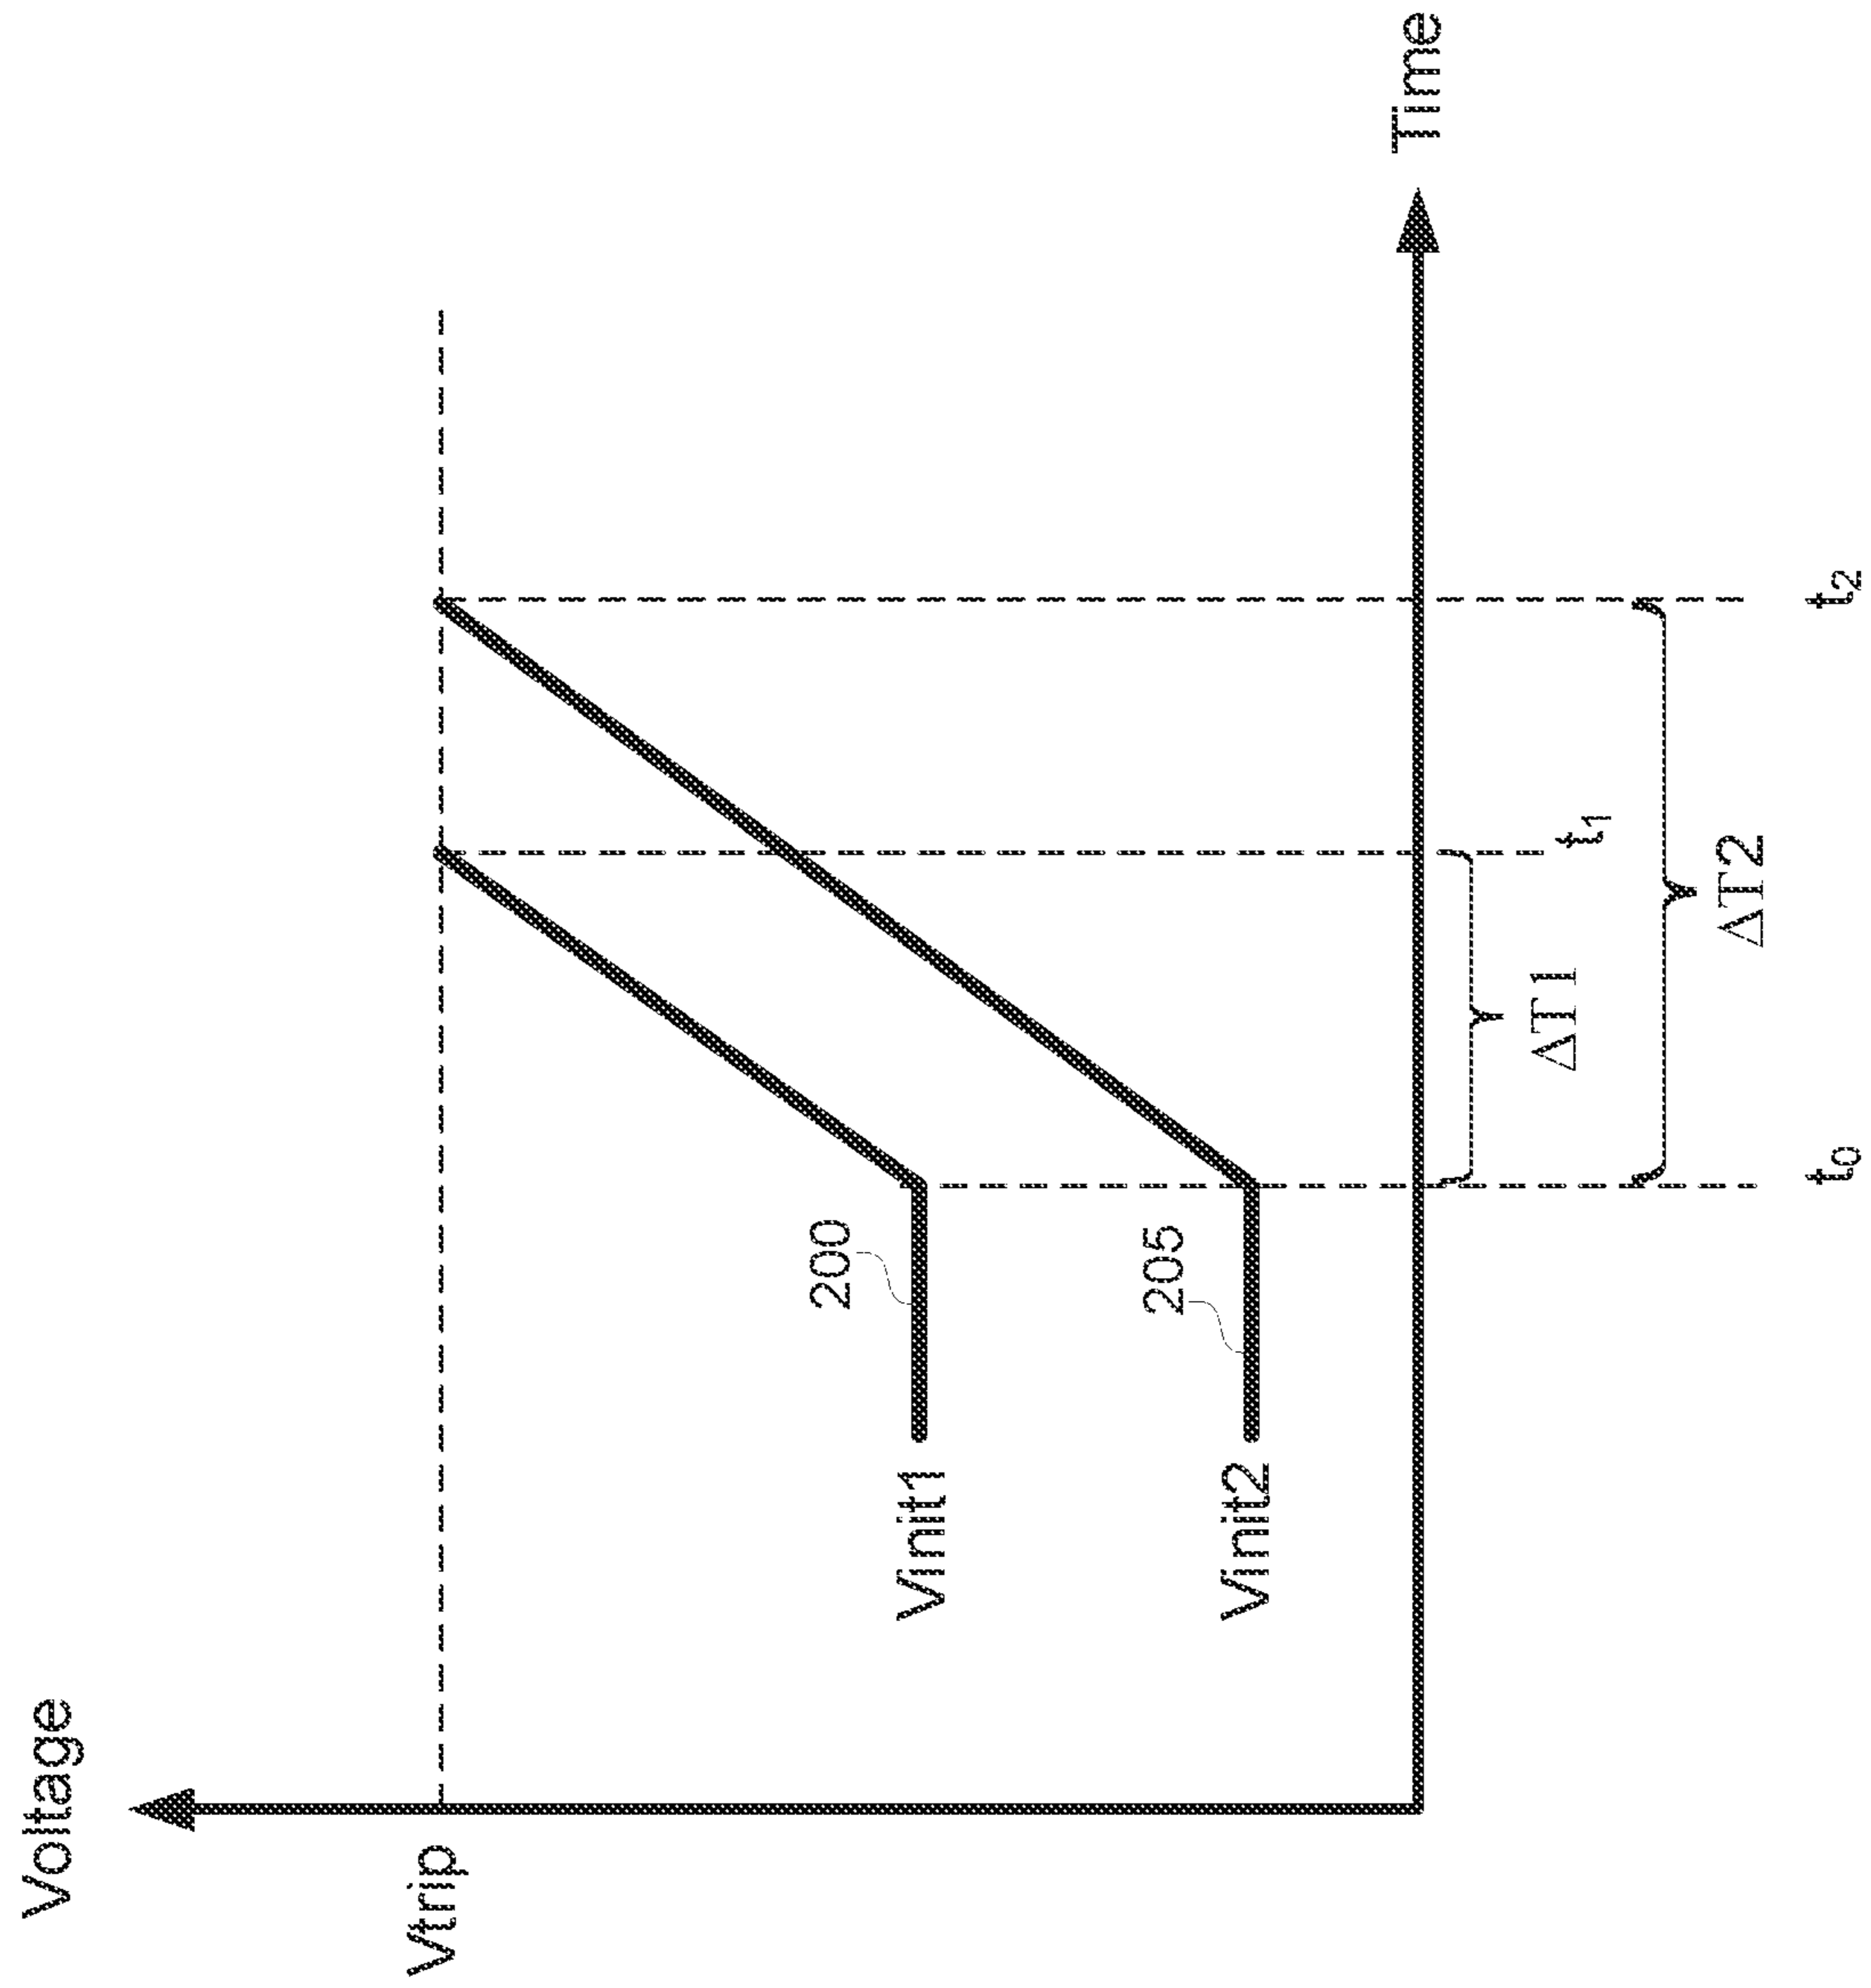 Voltage
Vtrip
200
Vinit1
205
Vinit2
Time
ΔT1
t1
ΔT2
t0
t2